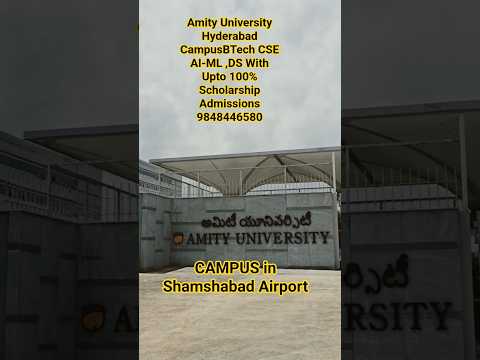 Amity University
Hyderabad
CampusBTech CSE
AI-ML ,DS With
Upto 100%
Scholarship
Admissions
9848446580
అమిటీ యూనివర్సిటీ
AMITY UNIVERSITY
CAMPUS in
Shamshabad Airport